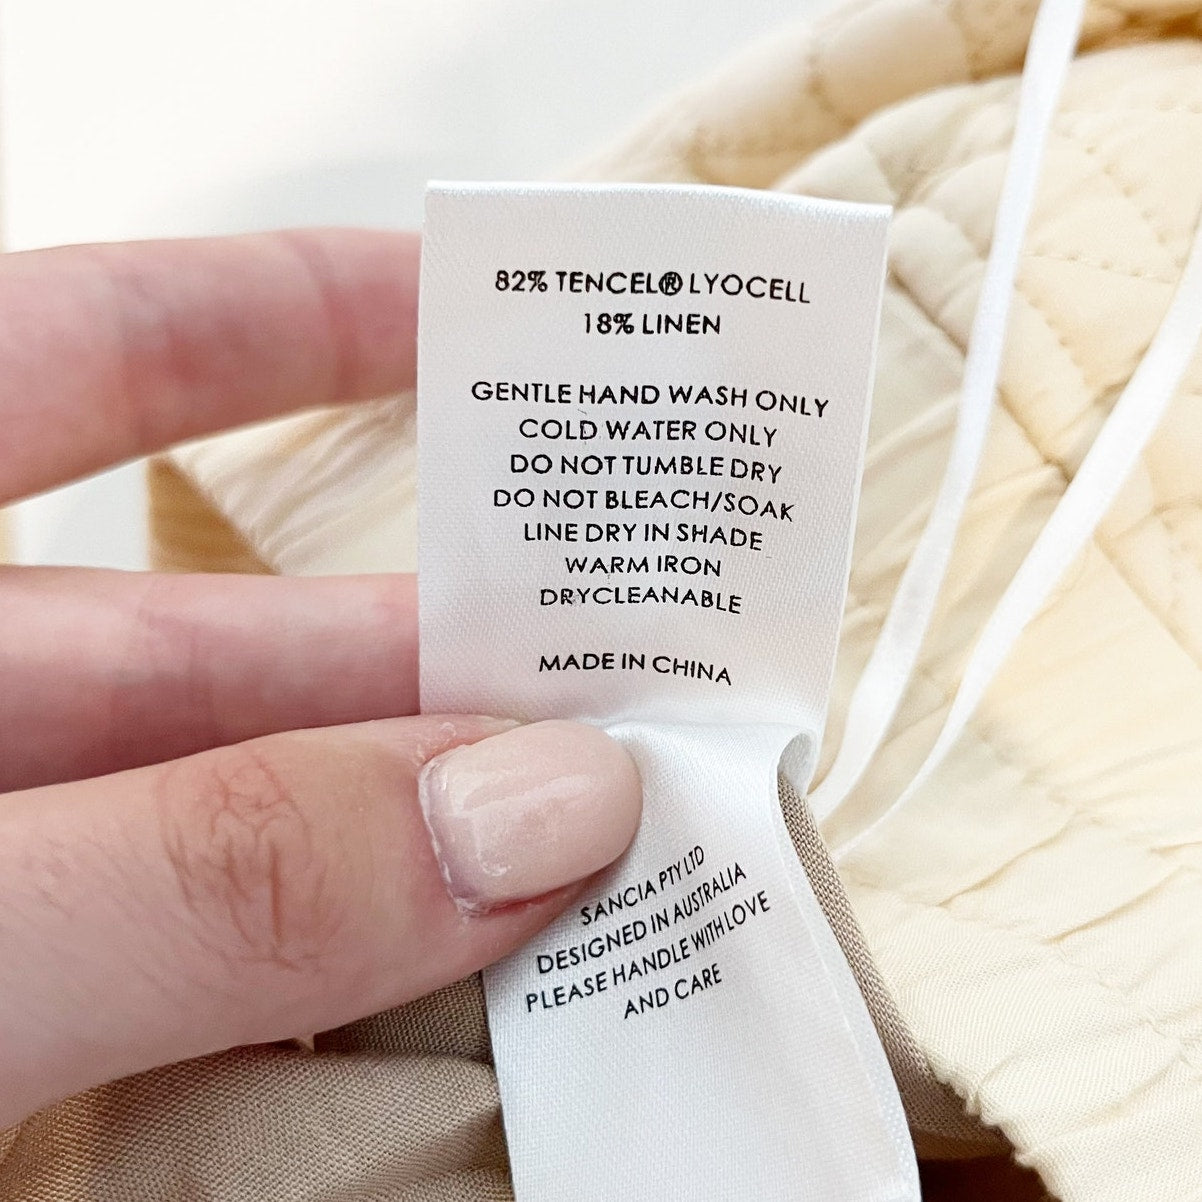 82% TENCEL® LYOCELL
18% LINEN
GENTLE HAND WASH ONLY
COLD WATER ONLY
DO NOT TUMBLE DRY
DO NOT BLEACH/SOAK
LINE DRY IN SHADE
WARM IRON
DRYCLEANABLE
MADE IN CHINA
SANCIA PTY LTD
DESIGNED IN AUSTRALIA
PLEASE HANDLE WITH LOVE
AND CARE